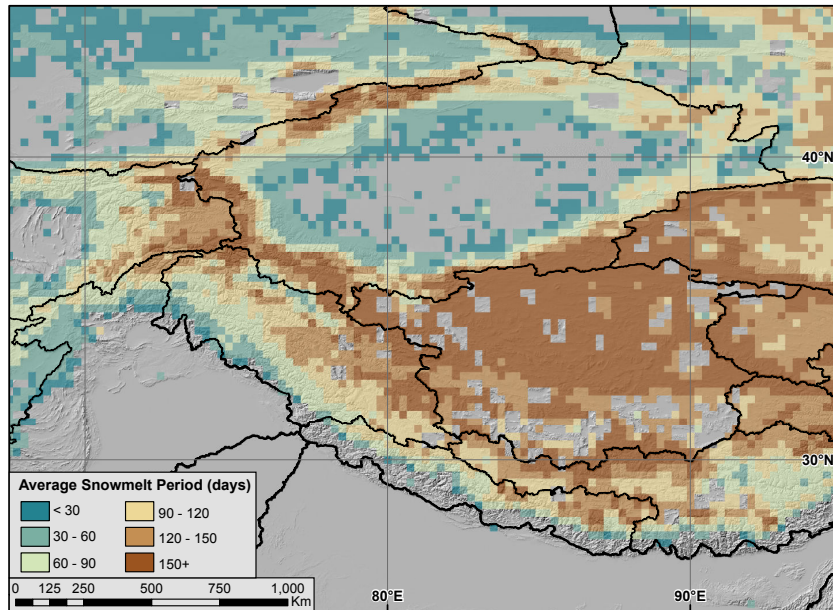 40°N
30°N
Average Snowmelt Period (days)
< 30
90 - 120
30 - 60
120 - 150
60 - 90
150+
0 125 250 500 750 1,000
Km
80°E
90°E